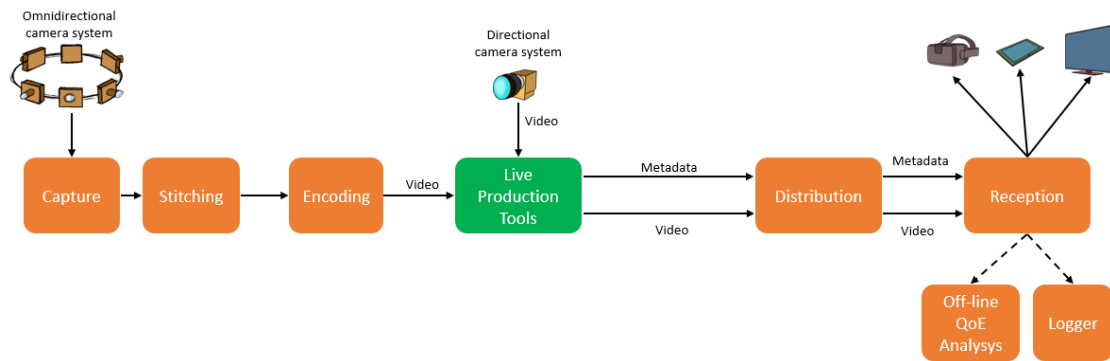 Omnidirectional
camera system
Directional
camera system
Video
Capture
Stitching
Encoding
Video
Live
Production
Tools
Metadata
Video
Distribution
Metadata
Video
Reception
Off-line
QoE
Analysys
Logger